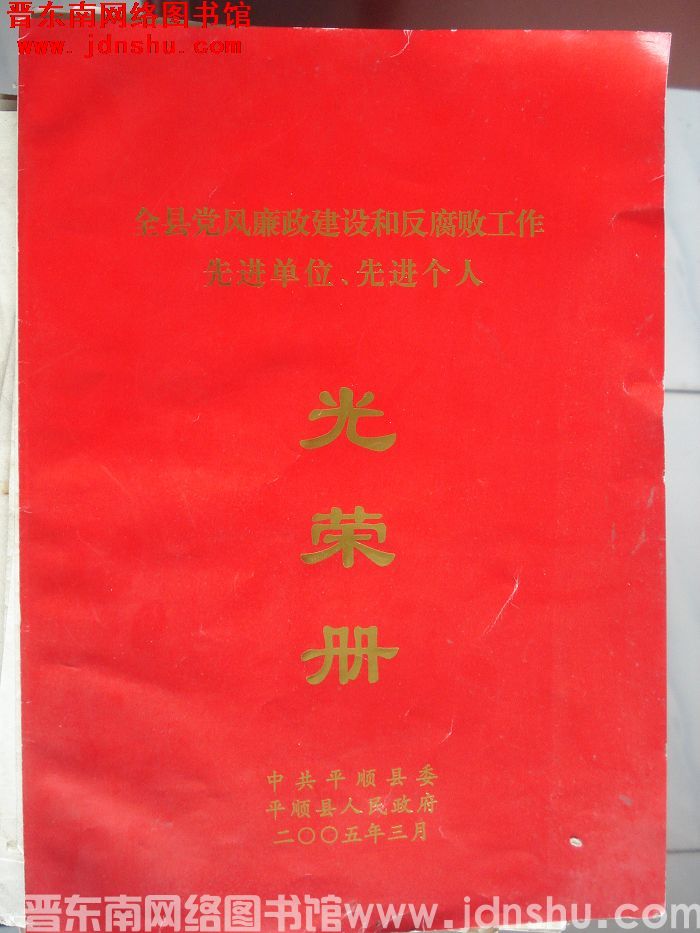 晋东南网络图书馆
www.jdnshu.com
全县党风廉政建设和反腐败工作
先进单位、先进个人
光
荣
册
中共平顺县委
平顺县人民政府
二〇〇五年三月
晋东南网络图书馆www.jdnshu.com